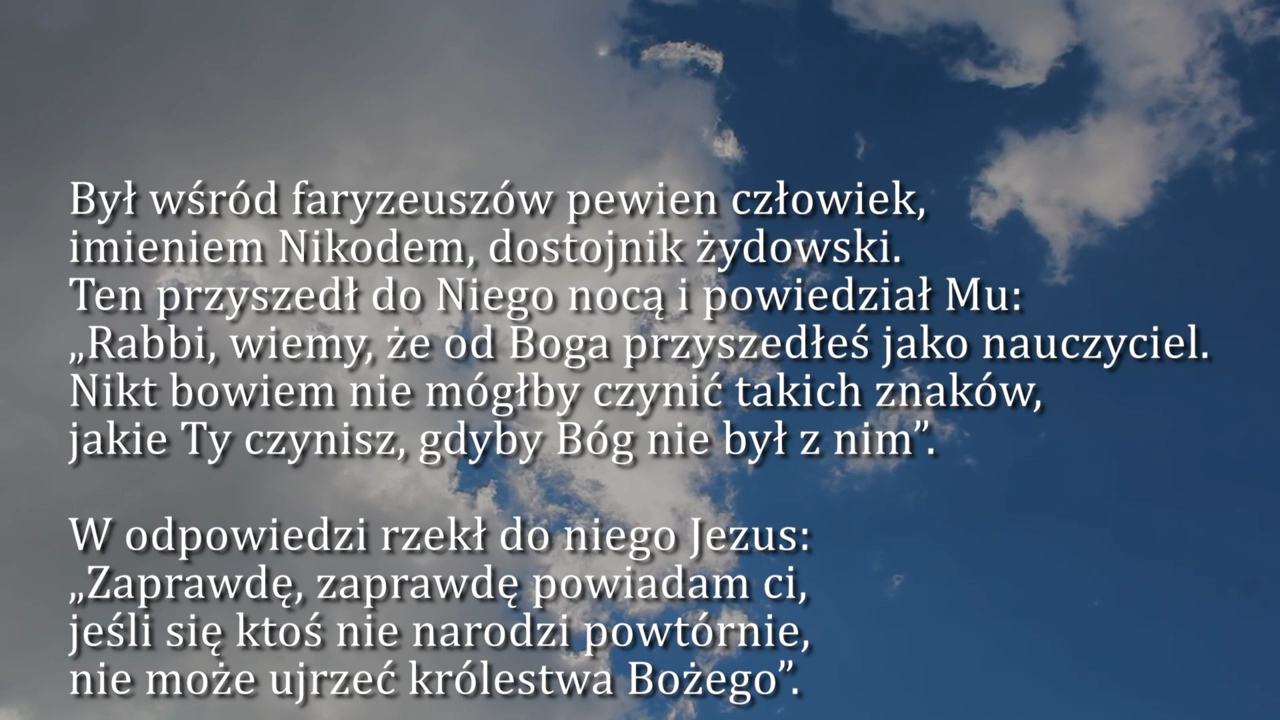 Był wśród faryzeuszów pewien człowiek,
imieniem Nikodem, dostojnik żydowski.
Ten przyszedł do Niego nocą i powiedział Mu:
„Rabbi, wiemy, że od Boga przyszedłeś jako nauczyciel.
Nikt bowiem nie mógłby czynić takich znaków,
jakie Ty czynisz, gdyby Bóg nie był z nim”.
W odpowiedzi rzekł do niego Jezus:
„Zaprawdę, zaprawdę powiadam ci,
jeśli się ktoś nie narodzi powtórnie,
nie może ujrzeć królestwa Bożego”.